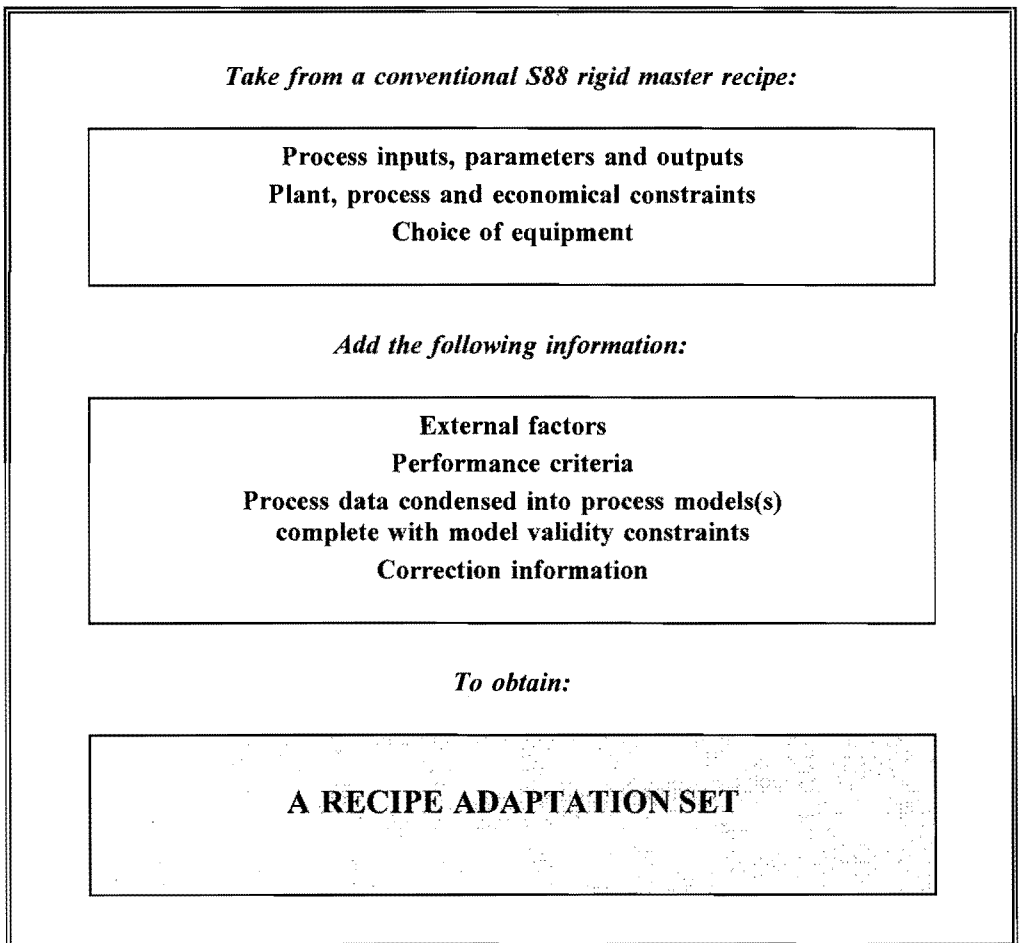 Take from a conventional S88 rigid master recipe:
Process inputs, parameters and outputs
Plant, process and economical constraints
Choice of equipment
Add the following information:
External factors
Performance criteria
Process data condensed into process models(s)
complete with model validity constraints
Correction information
To obtain:
A RECIPE ADAPTATION SET